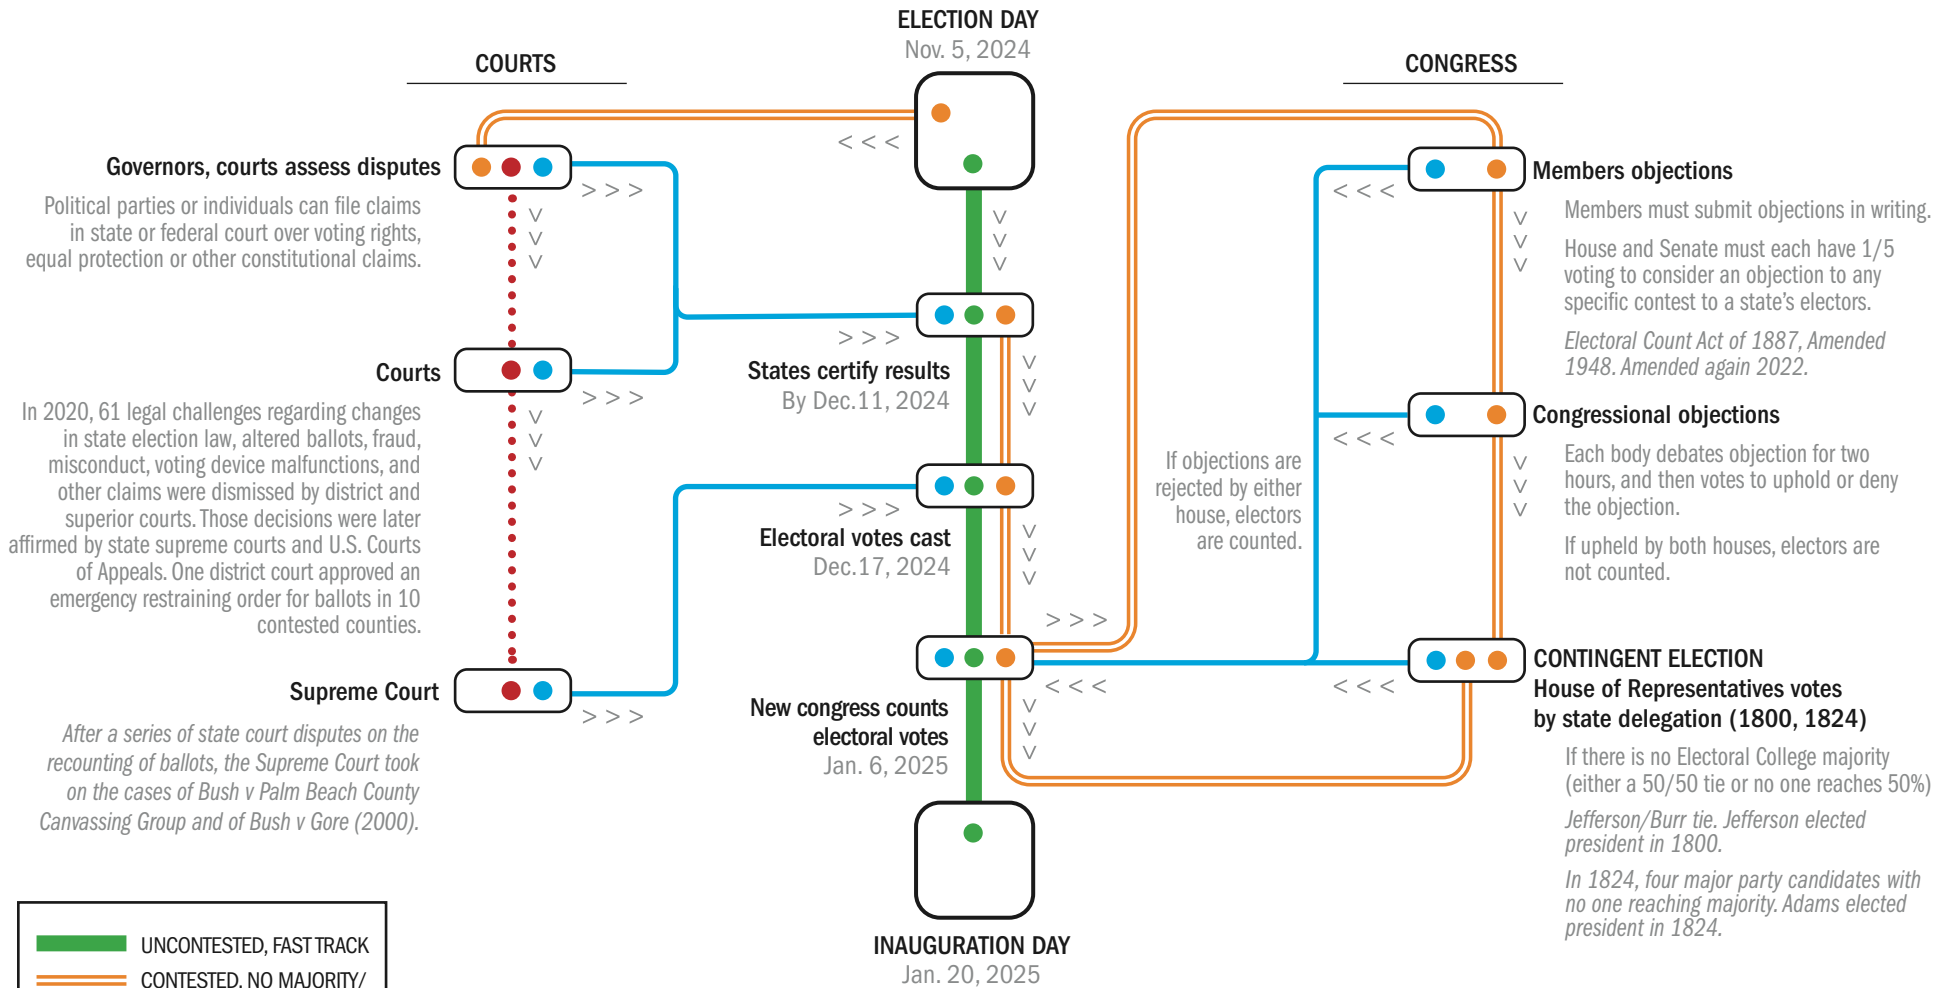 ELECTION DAY
Nov. 5, 2024
COURTS
< < <
Governors, courts assess disputes
> > >
Political parties or individuals can file claims
in state or federal court over voting rights,
equal protection or other constitutional claims.
Courts
> > >
In 2020, 61 legal challenges regarding changes
in state election law, altered ballots, fraud,
misconduct, voting device malfunctions, and
other claims were dismissed by district and
superior courts. Those decisions were later
affirmed by state supreme courts and U.S. Courts
of Appeals. One district court approved an
emergency restraining order for ballots in 10
contested counties.
Supreme Court
> > >
After a series of state court disputes on the
recounting of ballots, the Supreme Court took
on the cases of Bush v Palm Beach County
Canvassing Group and of Bush v Gore (2000).
> > >
States certify results
By Dec.11, 2024
> > >
Electoral votes cast
Dec.17, 2024
> > >
< < <
New congress counts
electoral votes
Jan. 6, 2025
INAUGURATION DAY
Jan. 20, 2025
CONGRESS
Members objections
< < <
Members must submit objections in writing.
House and Senate must each have 1/5
voting to consider an objection to any
specific contest to a state’s electors.
Electoral Count Act of 1887, Amended
1948. Amended again 2022.
Congressional objections
< < <
Each body debates objection for two
hours, and then votes to uphold or deny
the objection.
If upheld by both houses, electors are
not counted.
If objections are
rejected by either
house, electors
are counted.
CONTINGENT ELECTION
House of Representatives votes
by state delegation (1800, 1824)
< < <
If there is no Electoral College majority
(either a 50/50 tie or no one reaches 50%)
Jefferson/Burr tie. Jefferson elected
president in 1800.
In 1824, four major party candidates with
no one reaching majority. Adams elected
president in 1824.
UNCONTESTED, FAST TRACK
CONTESTED, NO MAJORITY/